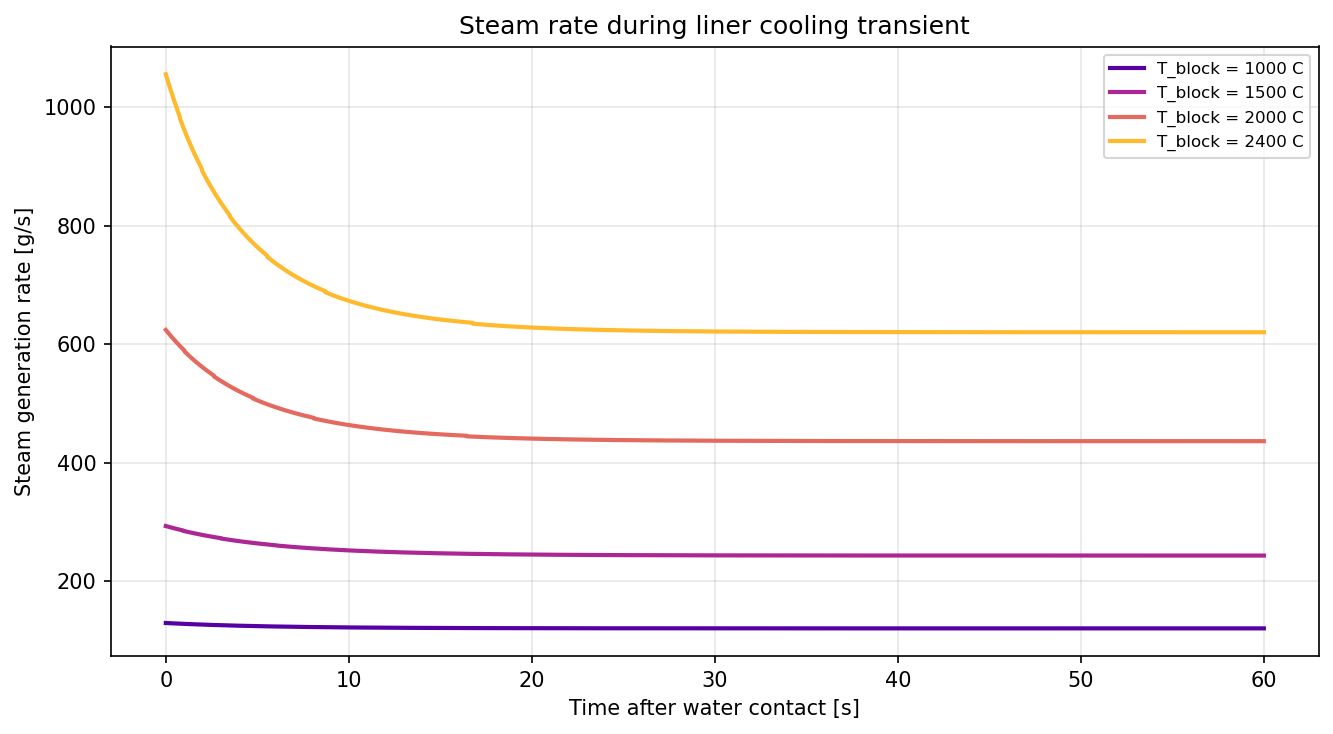 Steam rate during liner cooling transient
T_block = 1000 C
T_block = 1500 C
T_block = 2000 C
T_block = 2400 C
Steam generation rate [g/s]
1000
800
600
400
200
0 10 20 30 40 50 60
Time after water contact [s]